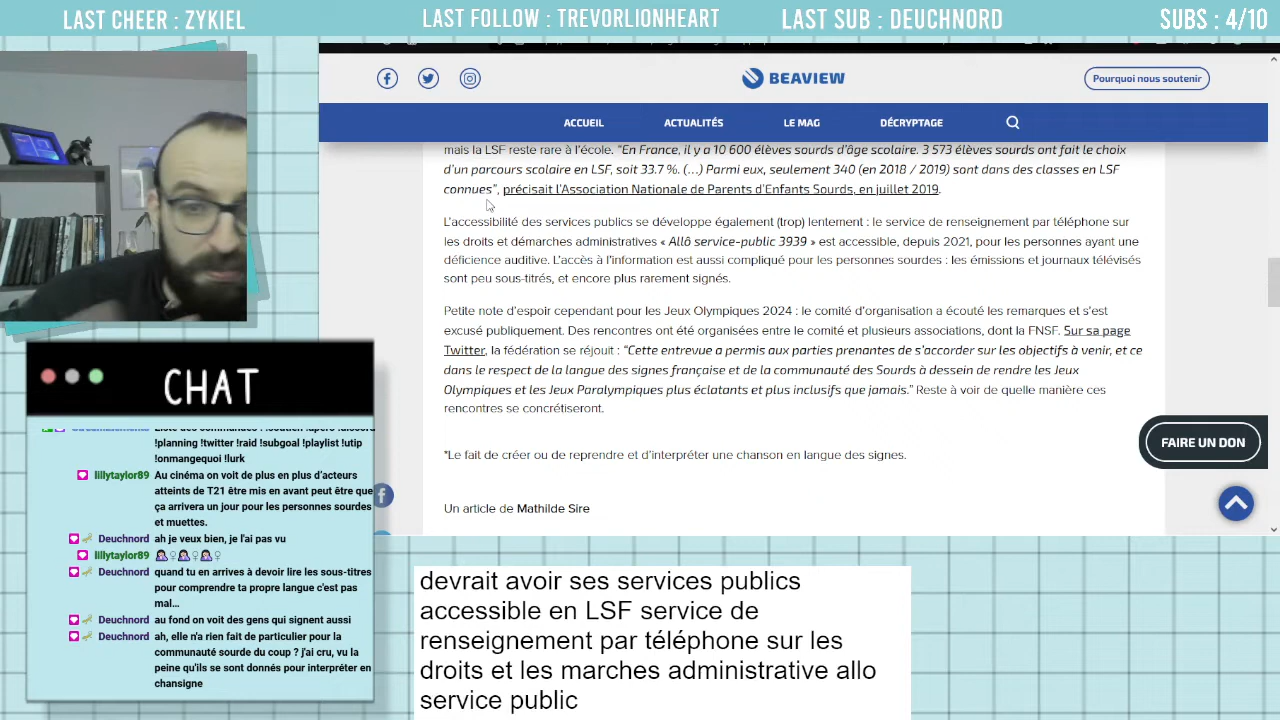 LAST CHEER : ZYKIEL
LAST FOLLOW : TREVORLIONHEART
LAST SUB : DEUCHNORD
SUBS : 4/10
BEAVIEW
Pourquoi nous soutenir
ACCUEIL
ACTUALITÉS
LE MAG
DÉCRYPTAGE
mais la LSF reste rare à l'école. "En France, il y a 10 600 élèves sourds d'âge scolaire. 3 573 élèves sourds ont fait le choix
d'un parcours scolaire en LSF, soit 33.7 %. (…) Parmi eux, seulement 340 (en 2018 / 2019) sont dans des classes en LSF
connues", précisait l'Association Nationale de Parents d'Enfants Sourds, en juillet 2019.
L'accessibilité des services publics se développe également (trop) lentement : le service de renseignement par téléphone sur
les droits et démarches administratives « Allô service-public 3939 » est accessible, depuis 2021, pour les personnes ayant une
déficience auditive. L'accès à l'information est aussi compliqué pour les personnes sourdes : les émissions et journaux télévisés
sont peu sous-titrés, et encore plus rarement signés.
Petite note d'espoir cependant pour les Jeux Olympiques 2024 : le comité d'organisation a écouté les remarques et s'est
excusé publiquement. Des rencontres ont été organisées entre le comité et plusieurs associations, dont la FNSF. Sur sa page
Twitter, la fédération se réjouit : "Cette entrevue a permis aux parties prenantes de s'accorder sur les objectifs à venir, et ce
dans le respect de la langue des signes française et de la communauté des Sourds à dessein de rendre les Jeux
Olympiques et les Jeux Paralympiques plus éclatants et plus inclusifs que jamais." Reste à voir de quelle manière ces
rencontres se concrétiseront.
*Le fait de créer ou de reprendre et d'interpréter une chanson en langue des signes.
Un article de Mathilde Sire
FAIRE UN DON
CHAT
!planning !twitter !raid !subgoal !playlist !utip
!onmangequoi !lurk
lillytaylor89 Au cinéma on voit de plus en plus d'acteurs
atteints de T21 être mis en avant peut être que
ça arrivera un jour pour les personnes sourdes
et muettes.
Deuchnord ah je veux bien, je l'ai pas vu
lillytaylor89
Deuchnord quand tu en arrives à devoir lire les sous-titres
pour comprendre ta propre langue c'est pas
mal...
Deuchnord au fond on voit des gens qui signent aussi
Deuchnord ah, elle n'a rien fait de particulier pour la
communauté sourde du coup ? j'ai cru, vu la
peine qu'ils se sont donnés pour interpréter en
chansigne
devrait avoir ses services publics
accessible en LSF service de
renseignement par téléphone sur les
droits et les marches administrative allo
service public